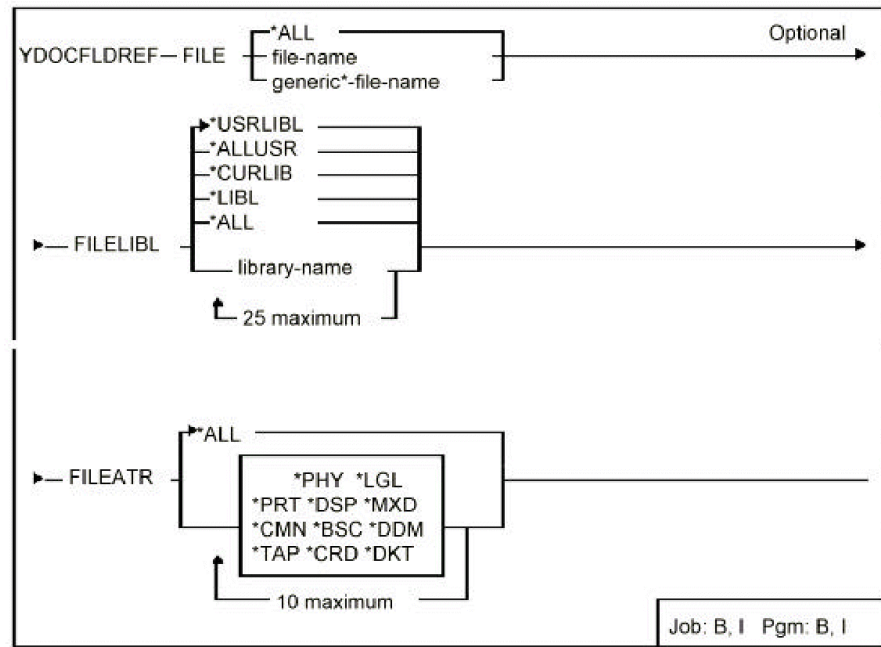 *ALL
Optional
YDOCFLDREF
FILE
file-name
generic*-file-name
*USRLIBL
*ALLUSR
*CURLIB
*LIBL
*ALL
FILELIBL
library-name
25 maximum
*ALL
FILEATR
*PHY *LGL
*PRT *DSP *MXD
*CMN *BSC *DDM
*TAP *CRD *DKT
10 maximum
Job: B, I Pgm: B, I